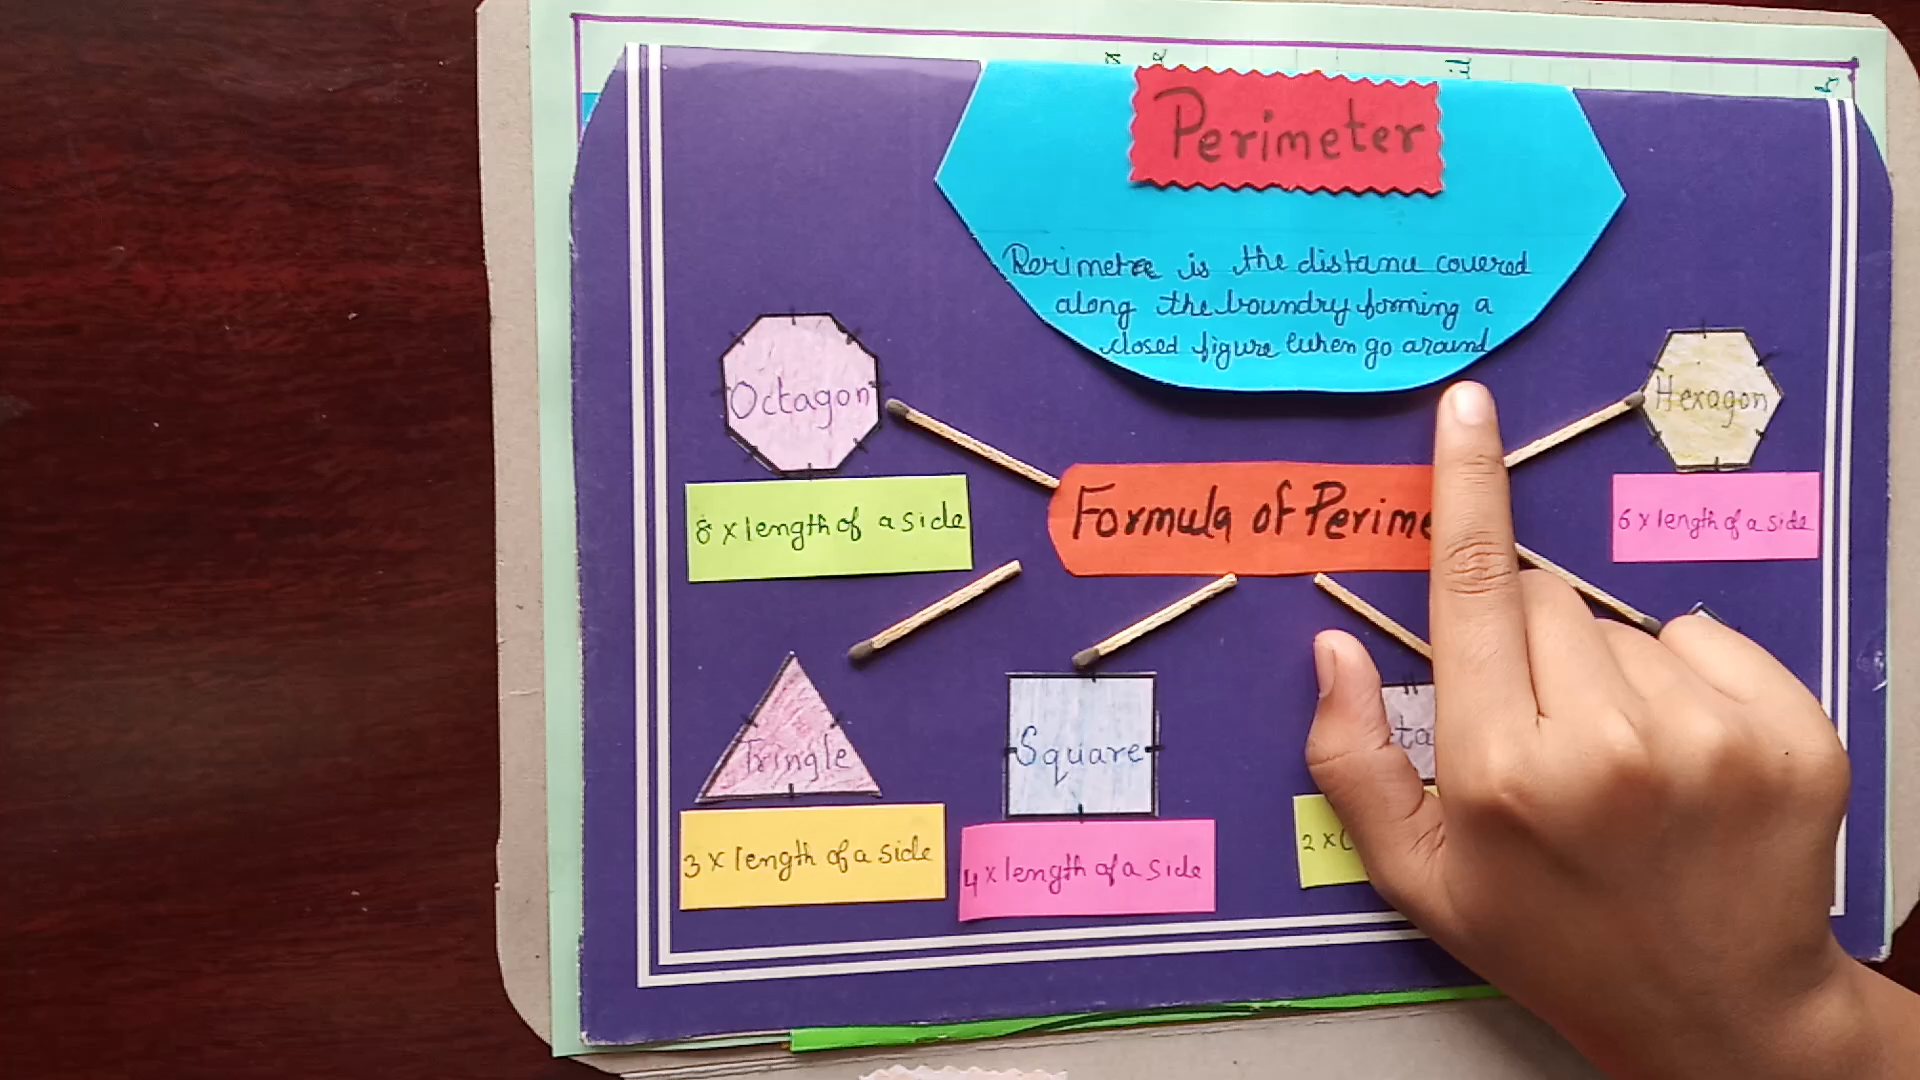 Perimeter
Perimetre is the distance covered
along the boundry forming a
closed figure when go around
Octagon
Hexagon
8 x length of a side
Formula of Perime
6 x length of a side
Tringle
Square
cta
3 x length of a side
4 x length of a side
2 x (